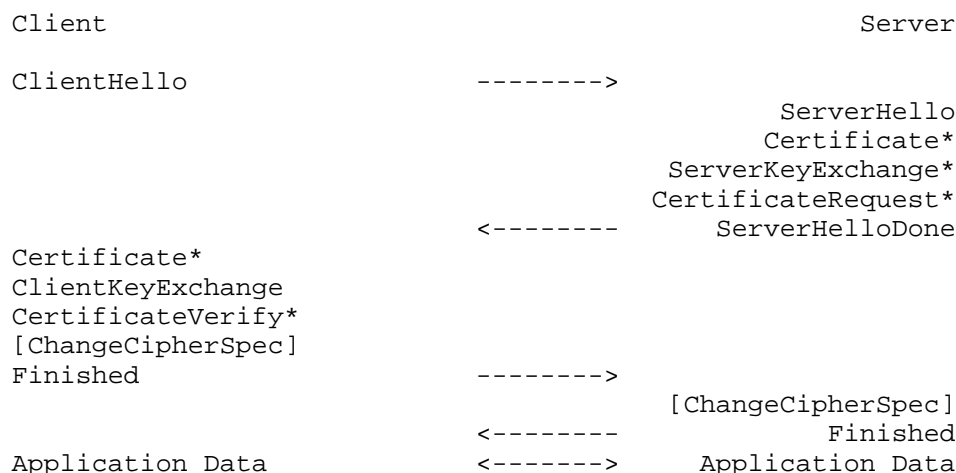 Client Server
ClientHello -------->
ServerHello
Certificate*
ServerKeyExchange*
CertificateRequest*
<-------- ServerHelloDone
Certificate*
ClientKeyExchange
CertificateVerify*
[ChangeCipherSpec]
Finished -------->
[ChangeCipherSpec]
<-------- Finished
Application Data <-------> Application Data